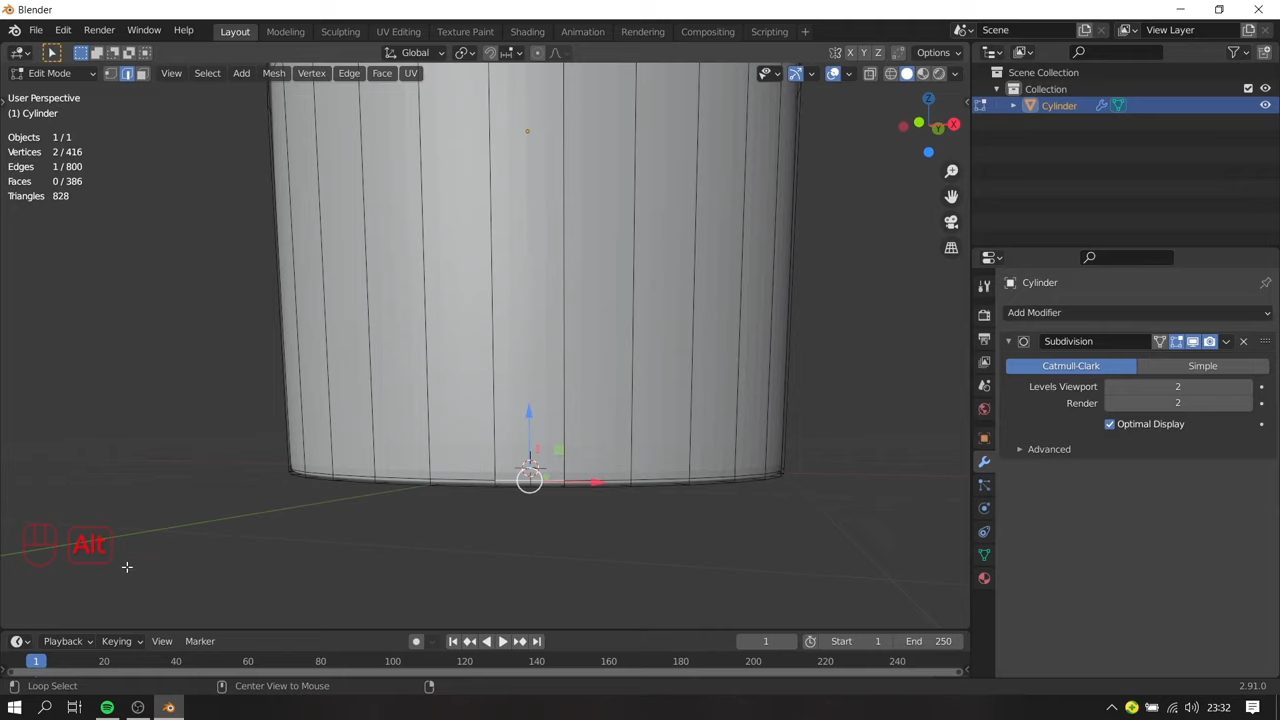 Blender
File Edit Render Window Help Layout Modeling Sculpting UV Editing Texture Paint Shading Animation Rendering Compositing Scripting + Scene View Layer
Global Options
Edit Mode View Select Add Mesh Vertex Edge Face UV X Y Z
User Perspective
(1) Cylinder
Objects 1 / 1
Vertices 2 / 416
Edges 1 / 800
Faces 0 / 386
Triangles 828
Z
X
Y
Scene Collection
Collection
Cylinder
Cylinder
Add Modifier
Subdivision
Catmull-Clark Simple
Levels Viewport 2
Render 2
Optimal Display
Advanced
Alt
Playback Keying View Marker 1 Start 1 End 250
1 20 40 60 80 100 120 140 160 180 200 220 240
Loop Select Center View to Mouse 2.91.0
23:32